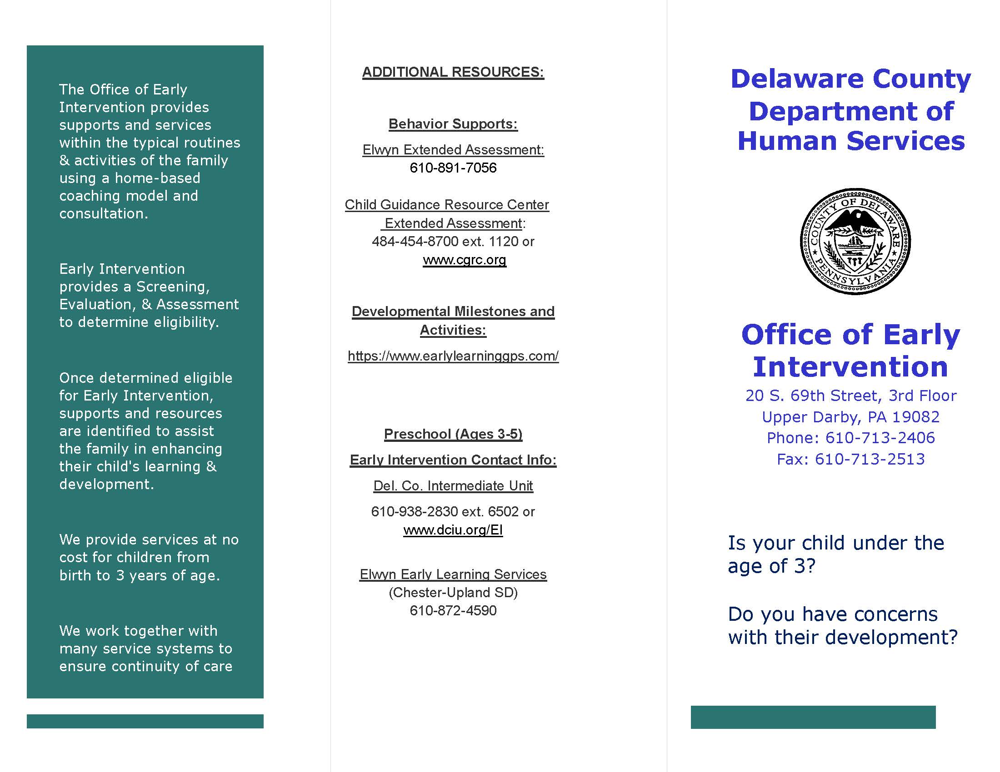 The Office of Early
Intervention provides
supports and services
within the typical routines
& activities of the family
using a home-based
coaching model and
consultation.
Early Intervention
provides a Screening,
Evaluation, & Assessment
to determine eligibility.
Once determined eligible
for Early Intervention,
supports and resources
are identified to assist
the family in enhancing
their child's learning &
development.
We provide services at no
cost for children from
birth to 3 years of age.
We work together with
many service systems to
ensure continuity of care
ADDITIONAL RESOURCES:
Behavior Supports:
Elwyn Extended Assessment:
610-891-7056
Child Guidance Resource Center
Extended Assessment:
484-454-8700 ext. 1120 or
www.cgrc.org
Developmental Milestones and
Activities:
https://www.earlylearninggps.com/
Preschool (Ages 3-5)
Early Intervention Contact Info:
Del. Co. Intermediate Unit
610-938-2830 ext. 6502 or
www.dciu.org/EI
Elwyn Early Learning Services
(Chester-Upland SD)
610-872-4590
Delaware County
Department of
Human Services
COUNTY OF DELAWARE
PENNSYLVANIA
Office of Early
Intervention
20 S. 69th Street, 3rd Floor
Upper Darby, PA 19082
Phone: 610-713-2406
Fax: 610-713-2513
Is your child under the
age of 3?
Do you have concerns
with their development?